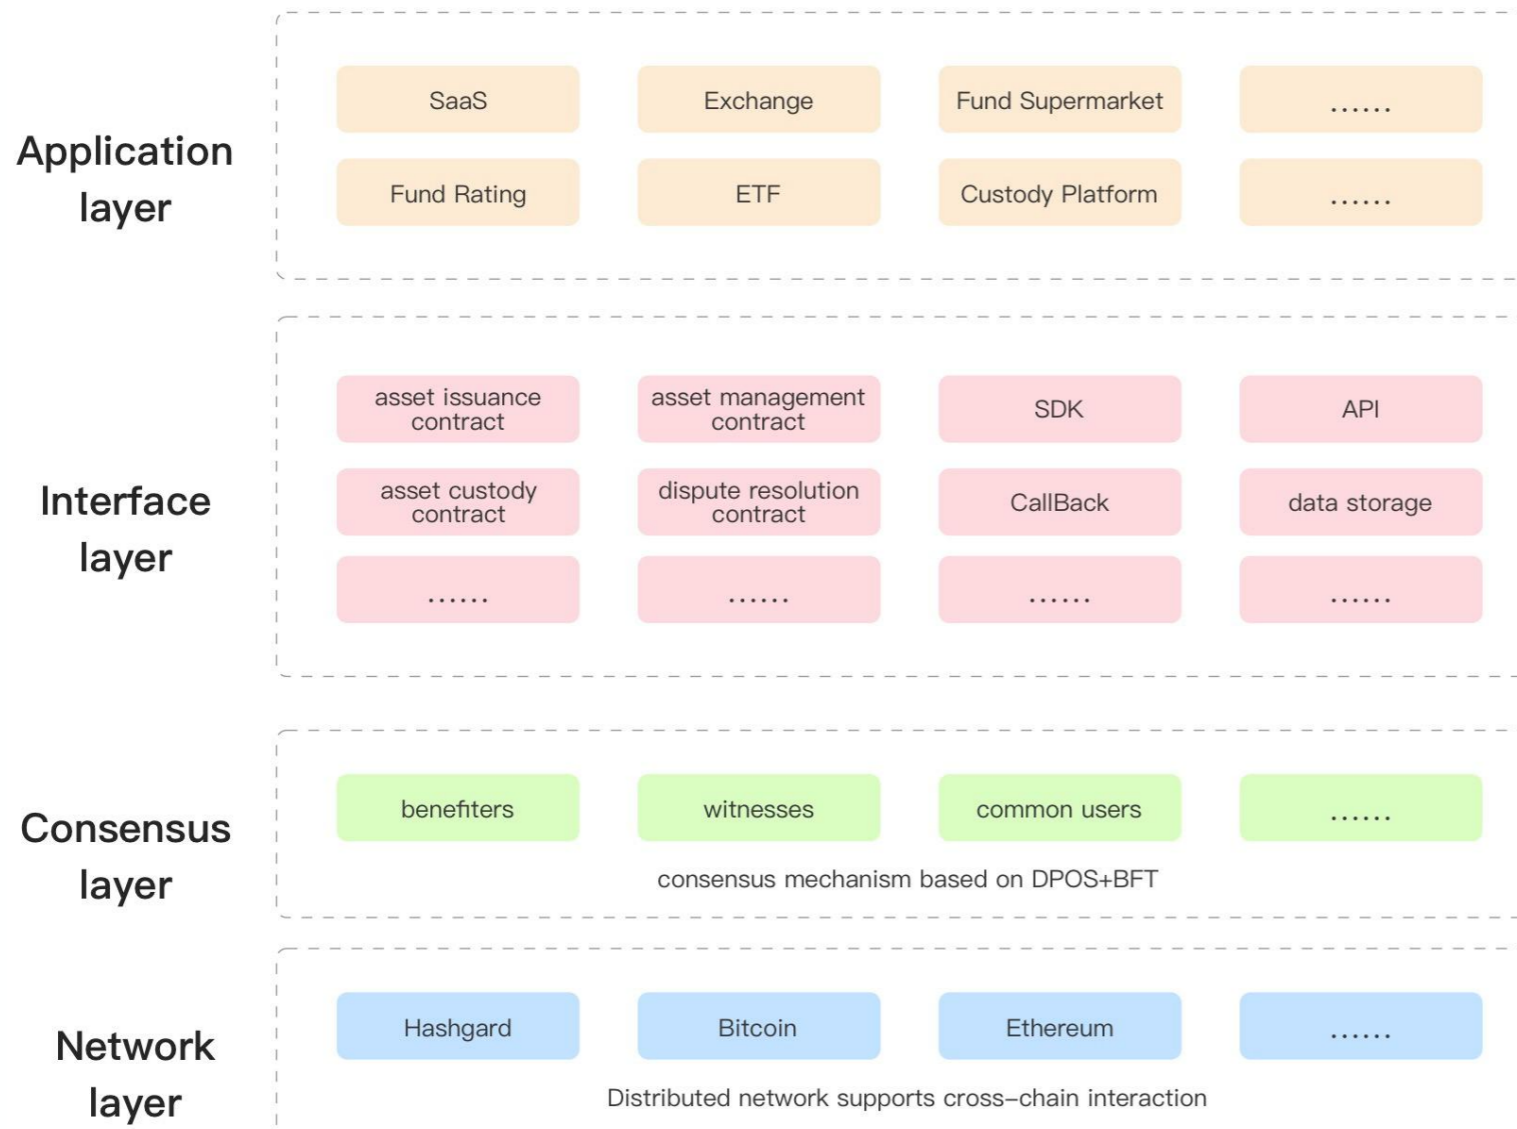 Application
layer
SaaS
Exchange
Fund Supermarket
......
Fund Rating
ETF
Custody Platform
......
Interface
layer
asset issuance
contract
asset management
contract
SDK
API
asset custody
contract
dispute resolution
contract
CallBack
data storage
......
......
......
......
Consensus
layer
benefiters
witnesses
common users
......
consensus mechanism based on DPOS+BFT
Network
layer
Hashgard
Bitcoin
Ethereum
......
Distributed network supports cross-chain interaction